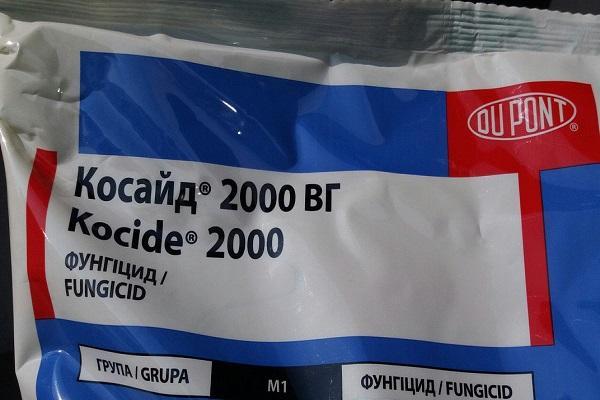 DU PONT®
Косайд® 2000 ВГ
Kocide® 2000
ФУНГІЦИД /
FUNGICID
ГРУПА / GRUPA M1 ФУНГІЦИД / FUNGICID